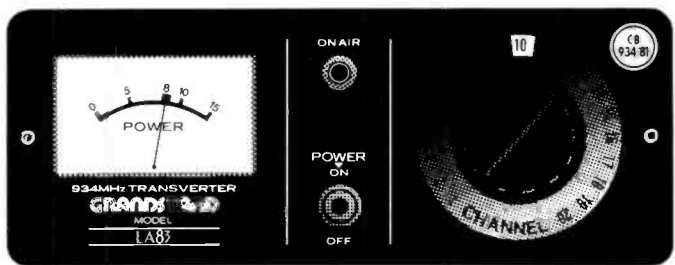 0 5 8 10 15
POWER
934MHz TRANSVERTER
MODEL
LA83
ON AIR
POWER
ON
OFF
10
CB
934 81
CHANNEL 20